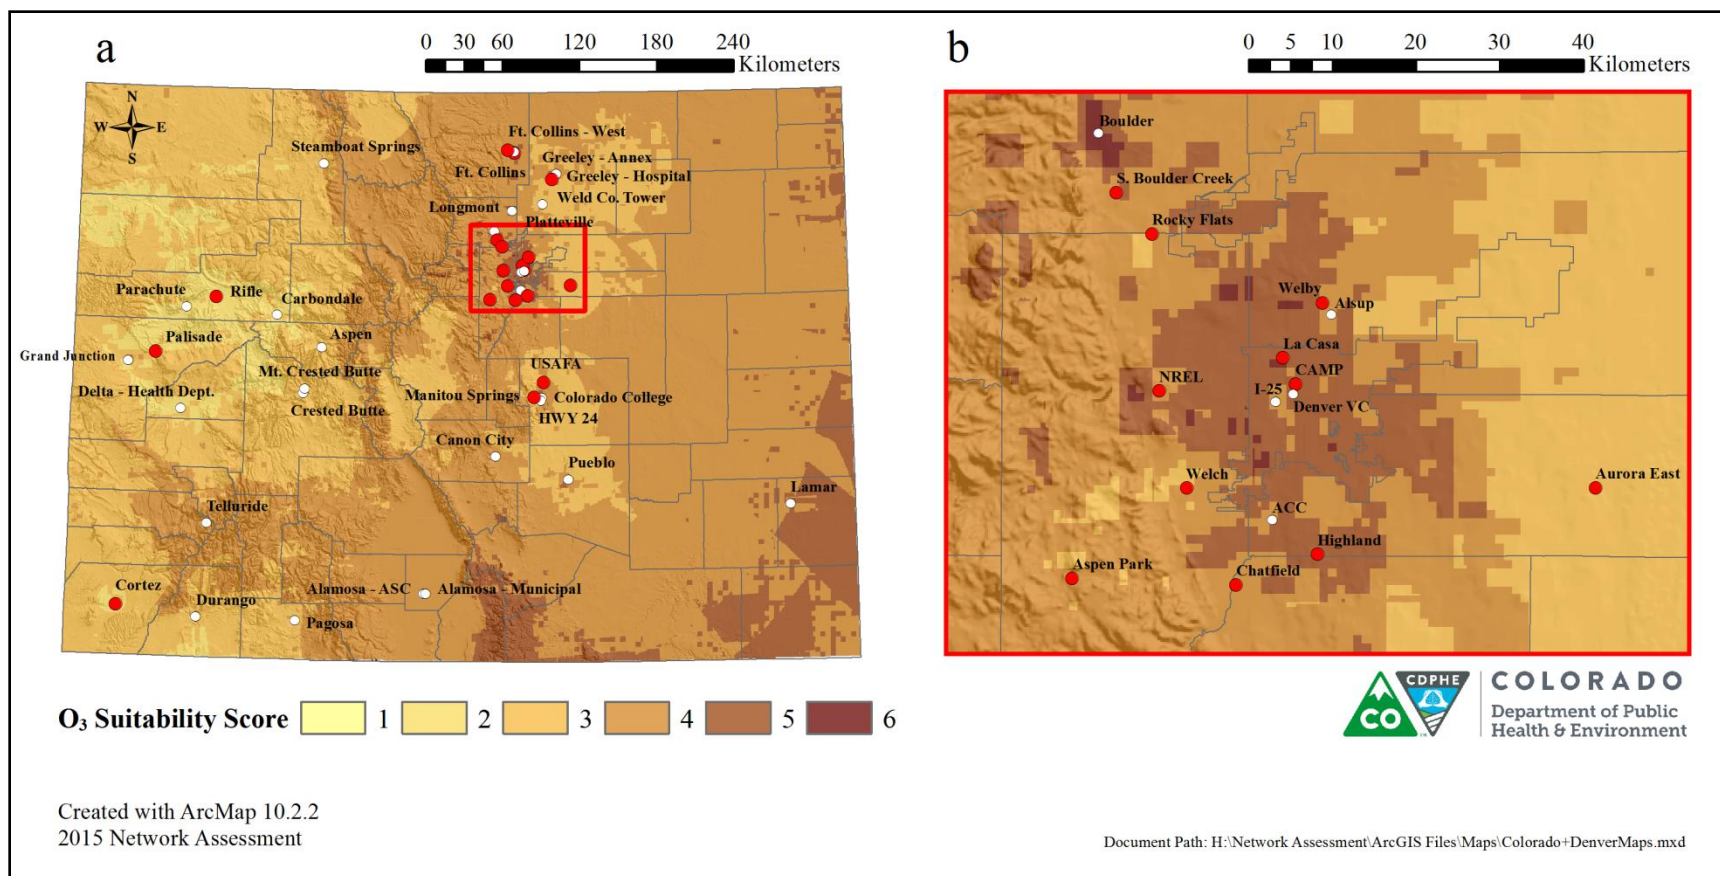 a
0 30 60 120 180 240
Kilometers
N
W E
S
Steamboat Springs
Ft. Collins - West
Ft. Collins
Greeley - Annex
Greeley - Hospital
Weld Co. Tower
Longmont
Platteville
Parachute
Rifle
Carbondale
Palisade
Aspen
Grand Junction
Mt. Crested Butte
Delta - Health Dept.
Crested Butte
USAFA
Manitou Springs
Colorado College
HWY 24
Canon City
Pueblo
Lamar
Telluride
Cortez
Durango
Alamosa - ASC
Alamosa - Municipal
Pagosa
b
0 5 10 20 30 40
Kilometers
Boulder
S. Boulder Creek
Rocky Flats
Welby
Alsup
La Casa
CAMP
NREL
I-25
Denver VC
Welch
Aurora East
ACC
Highland
Aspen Park
Chatfield
O₃ Suitability Score 1 2 3 4 5 6
CO
CDPHE
COLORADO
Department of Public
Health & Environment
Created with ArcMap 10.2.2
2015 Network Assessment
Document Path: H:\Network Assessment\ArcGIS Files\Maps\Colorado+DenverMaps.mxd